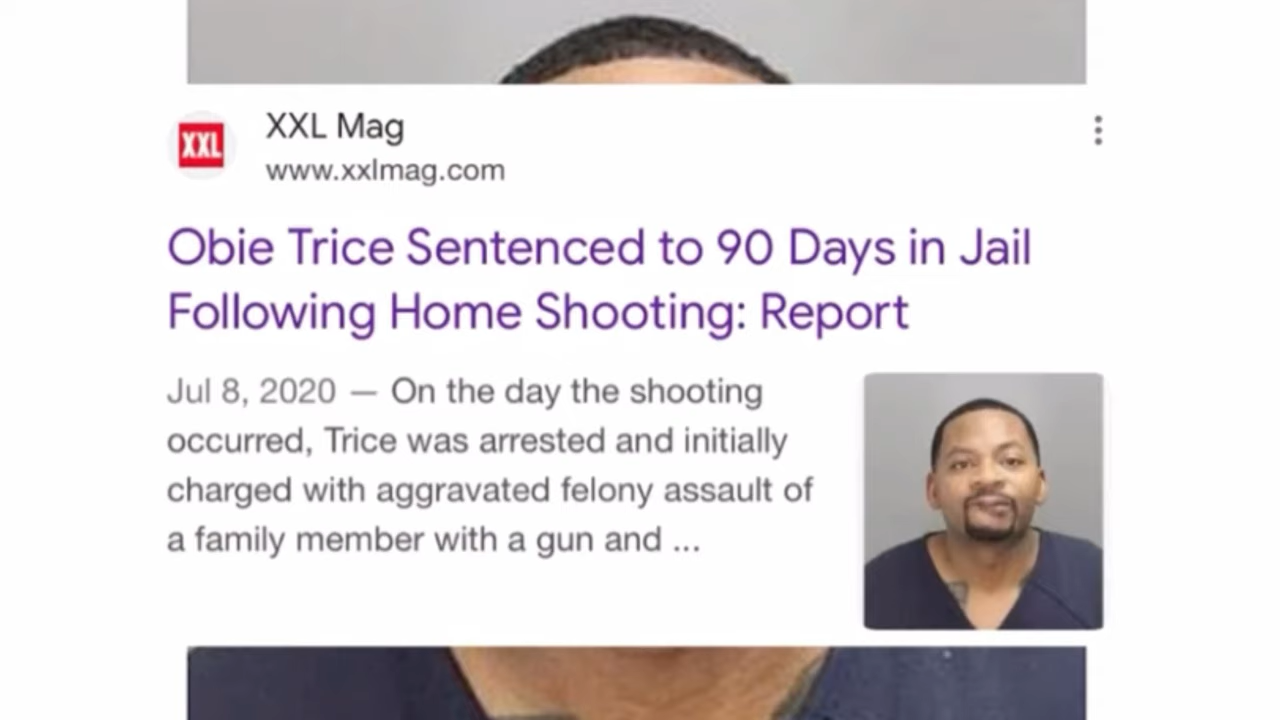 XXL
XXL Mag
www.xxlmag.com
Obie Trice Sentenced to 90 Days in Jail
Following Home Shooting: Report
Jul 8, 2020 — On the day the shooting
occurred, Trice was arrested and initially
charged with aggravated felony assault of
a family member with a gun and ...